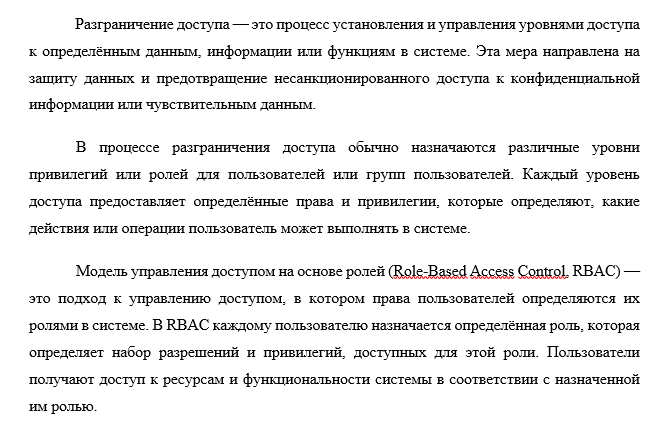 Разграничение доступа — это процесс установления и управления уровнями доступа
к определённым данным, информации или функциям в системе. Эта мера направлена на
защиту данных и предотвращение несанкционированного доступа к конфиденциальной
информации или чувствительным данным.
В процессе разграничения доступа обычно назначаются различные уровни
привилегий или ролей для пользователей или групп пользователей. Каждый уровень
доступа предоставляет определённые права и привилегии, которые определяют, какие
действия или операции пользователь может выполнять в системе.
Модель управления доступом на основе ролей (Role-Based Access Control, RBAC) —
это подход к управлению доступом, в котором права пользователей определяются их
ролями в системе. В RBAC каждому пользователю назначается определённая роль, которая
определяет набор разрешений и привилегий, доступных для этой роли. Пользователи
получают доступ к ресурсам и функциональности системы в соответствии с назначенной
им ролью.